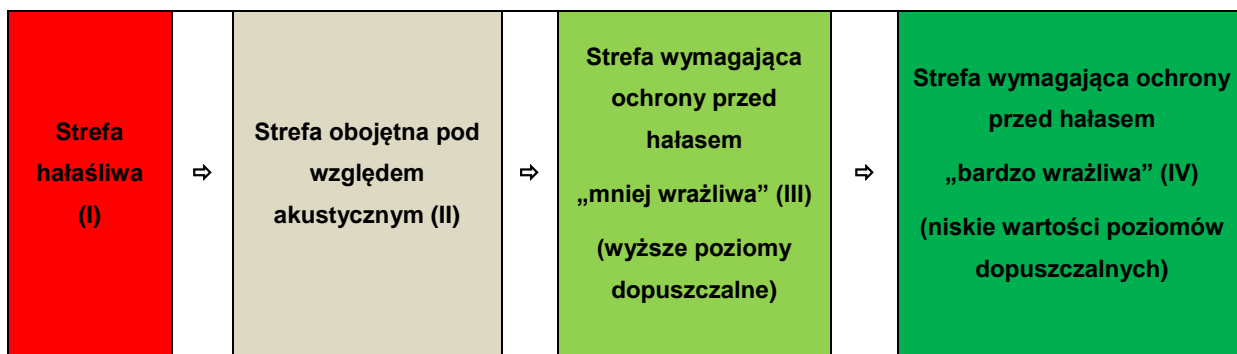 Strefa
hałaśliwa
(I)
⇨
Strefa obojętna pod
względem
akustycznym (II)
⇨
Strefa wymagająca
ochrony przed
hałasem
„mniej wrażliwa” (III)
(wyższe poziomy
dopuszczalne)
⇨
Strefa wymagająca ochrony
przed hałasem
„bardzo wrażliwa” (IV)
(niskie wartości poziomów
dopuszczalnych)